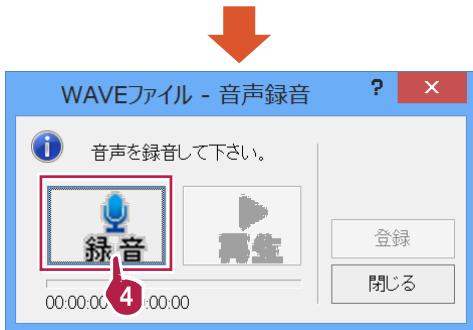 WAVEファイル - 音声録音 ? ×
i 音声を録音して下さい。
録音
再生
登録
閉じる
00:00:00
4
:00:00